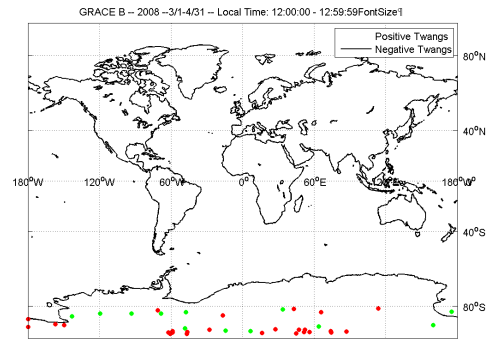 GRACE B -- 2008 --3/1-4/31 -- Local Time: 12:00:00 - 12:59:59FontSize¶
Positive Twangs
Negative Twangs
80°N
40°N
180°W 120°W 60°W 0° 60°E 120°E 180°W
40°S
80°S